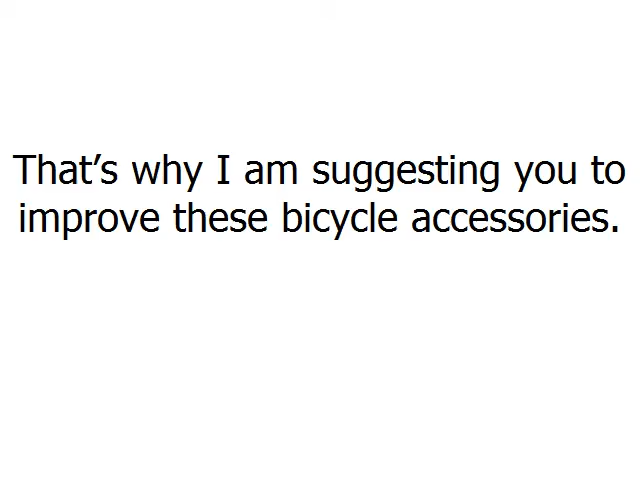 That’s why I am suggesting you to
improve these bicycle accessories.